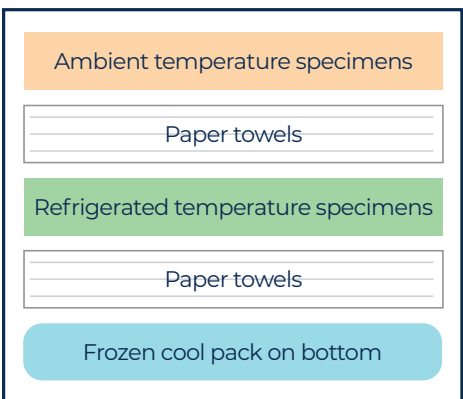 Ambient temperature specimens
Paper towels
Refrigerated temperature specimens
Paper towels
Frozen cool pack on bottom